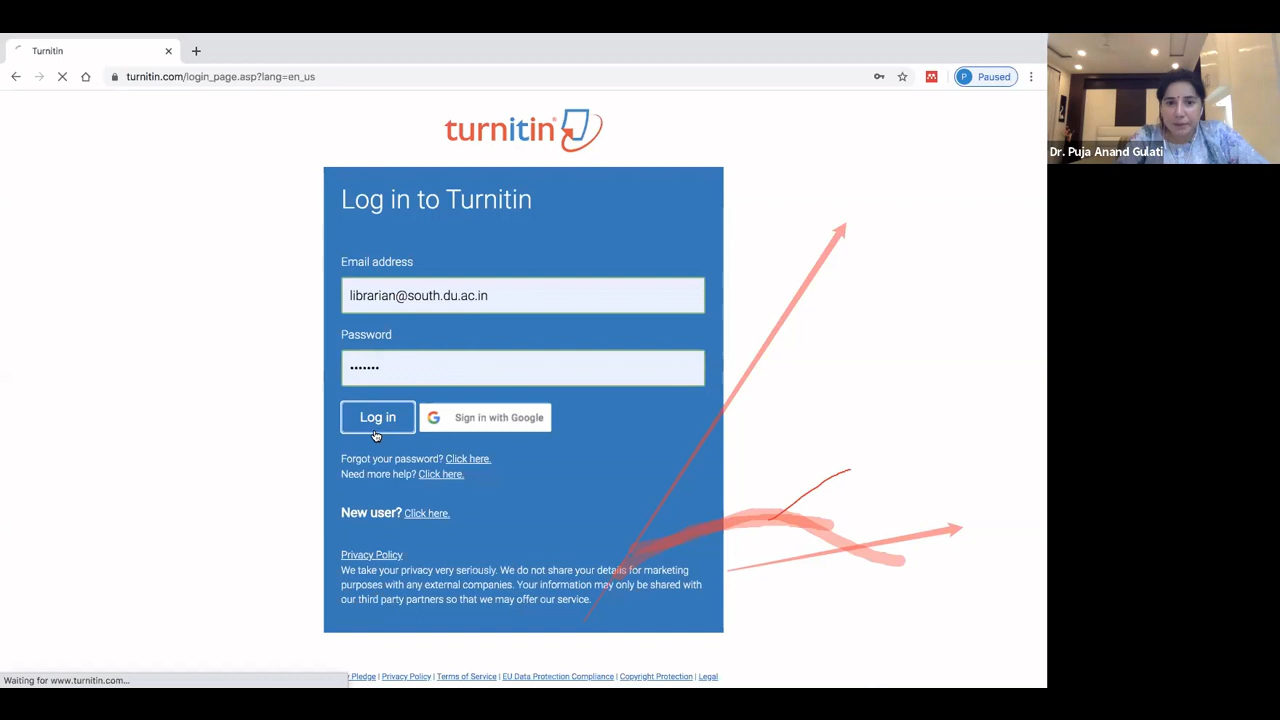 Turnitin
turnitin.com/login_page.asp?lang=en_us
P Paused
Dr. Puja Anand Gulati
turnitin
Log in to Turnitin
Email address
librarian@south.du.ac.in
Password
•••••••
Log in
G Sign in with Google
Forgot your password? Click here.
Need more help? Click here.
New user? Click here.
Privacy Policy
We take your privacy very seriously. We do not share your details for marketing
purposes with any external companies. Your information may only be shared with
our third party partners so that we may offer our service.
Waiting for www.turnitin.com...
Pledge | Privacy Policy | Terms of Service | EU Data Protection Compliance | Copyright Protection | Legal